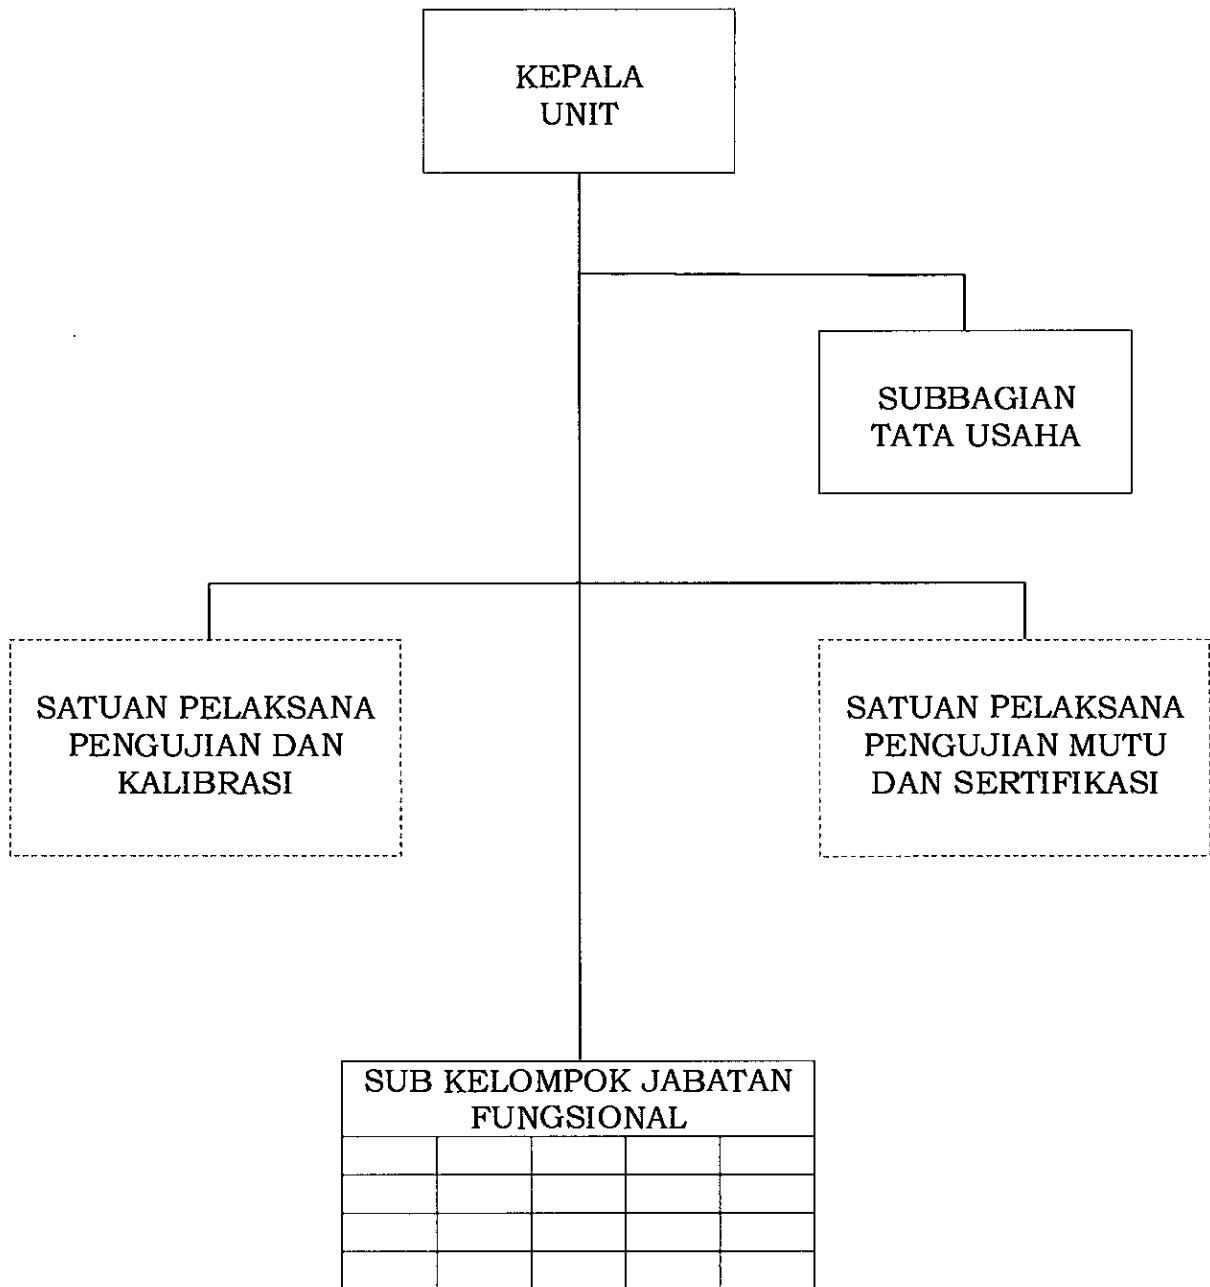 KEPALA
UNIT
SUBBAGIAN
TATA USAHA
SATUAN PELAKSANA
PENGUJIAN DAN
KALIBRASI
SATUAN PELAKSANA
PENGUJIAN MUTU
DAN SERTIFIKASI
SUB KELOMPOK JABATAN
FUNGSIONAL